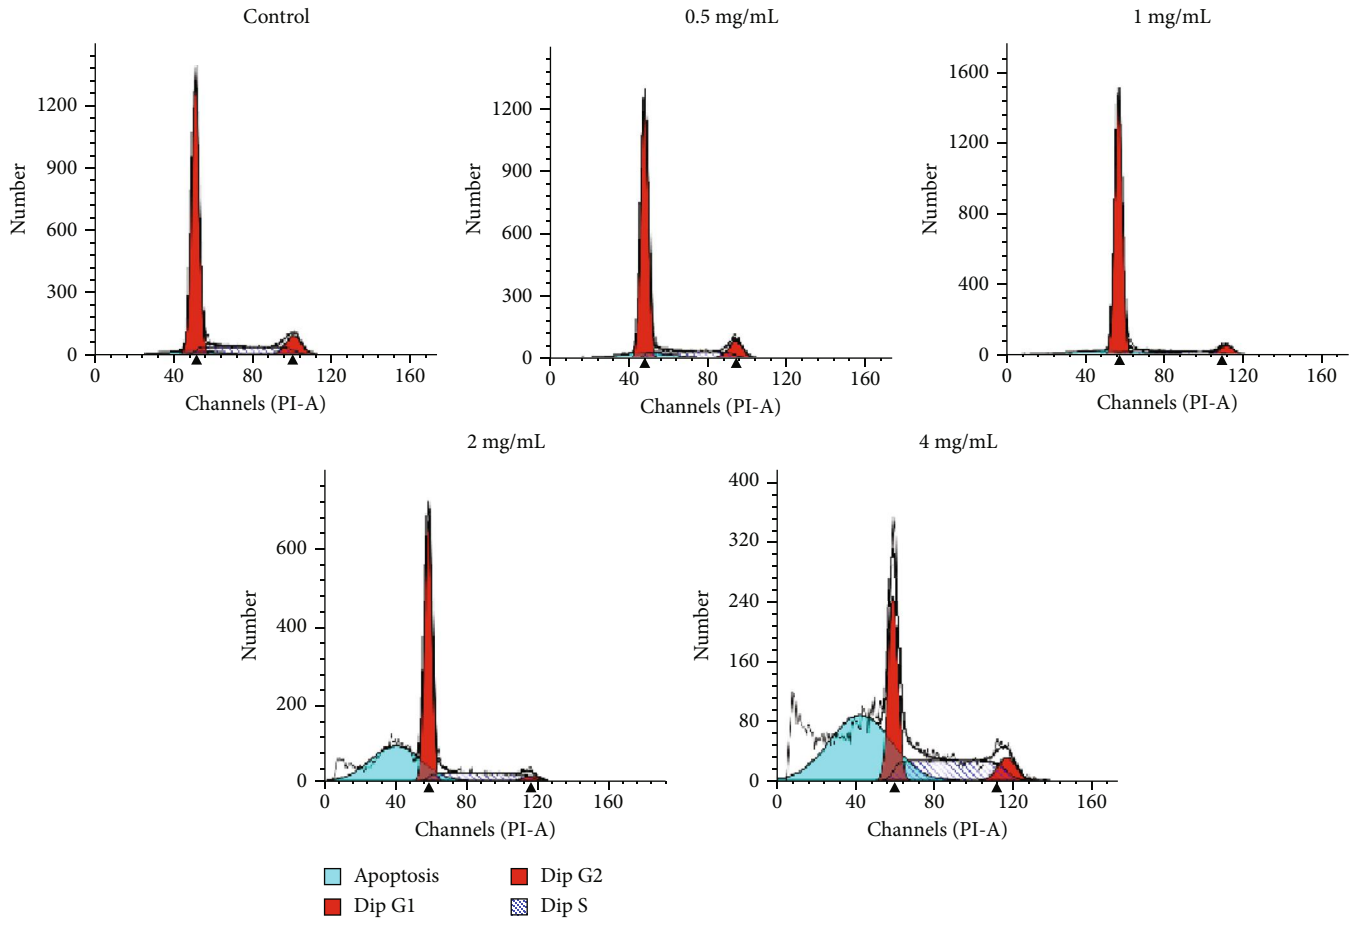 Control
0.5 mg/mL
1 mg/mL
Number
1200
900
600
300
0
0 40 80 120 160
Channels (PI-A)
Number
1200
900
600
300
0
0 40 80 120 160
Channels (PI-A)
Number
1600
1200
800
400
0
0 40 80 120 160
Channels (PI-A)
2 mg/mL
4 mg/mL
Number
600
400
200
0
0 40 80 120 160
Channels (PI-A)
Number
400
320
240
160
80
0
0 40 80 120 160
Channels (PI-A)
Apoptosis
Dip G1
Dip G2
Dip S